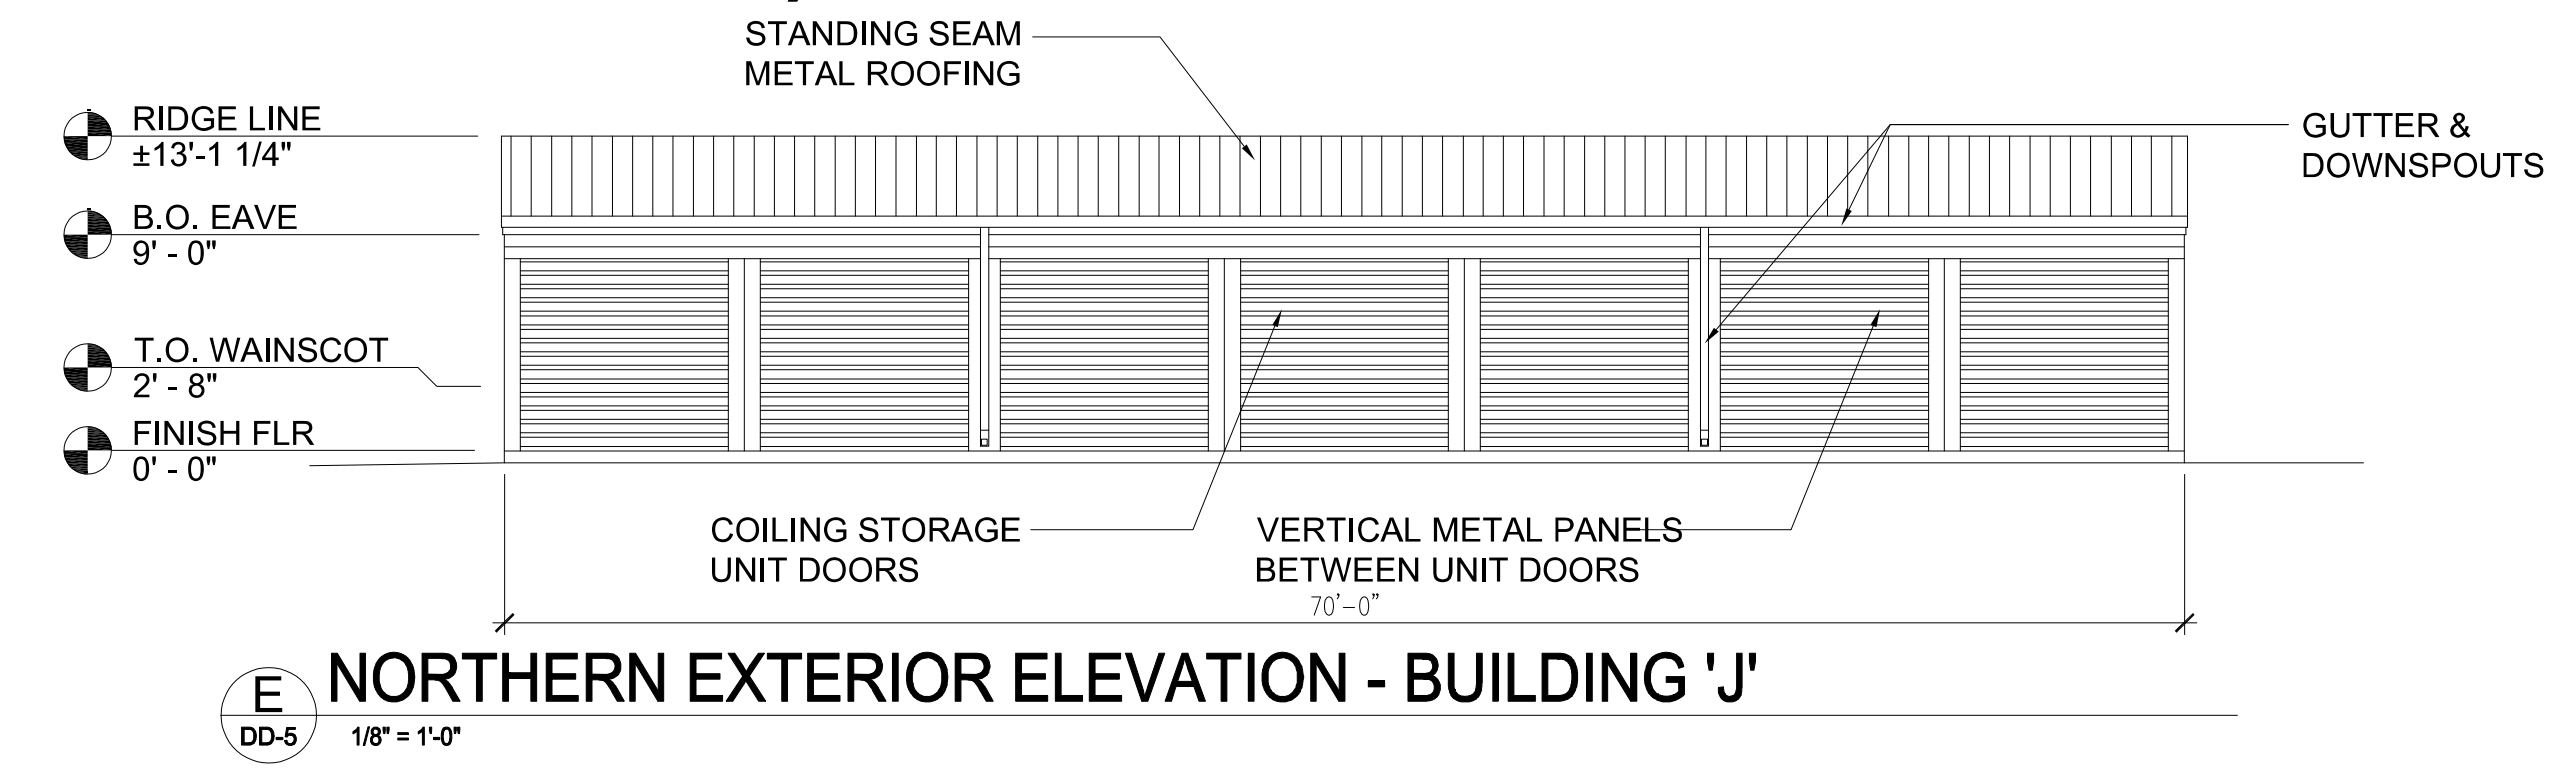 STANDING SEAM
METAL ROOFING
RIDGE LINE
±13'-1 1/4"
GUTTER &
DOWNSPOUTS
B.O. EAVE
9' - 0"
T.O. WAINSCOT
2' - 8"
FINISH FLR
0' - 0"
COILING STORAGE
UNIT DOORS
VERTICAL METAL PANELS
BETWEEN UNIT DOORS
70'-0"
E
DD-5
NORTHERN EXTERIOR ELEVATION - BUILDING 'J'
1/8" = 1'-0"